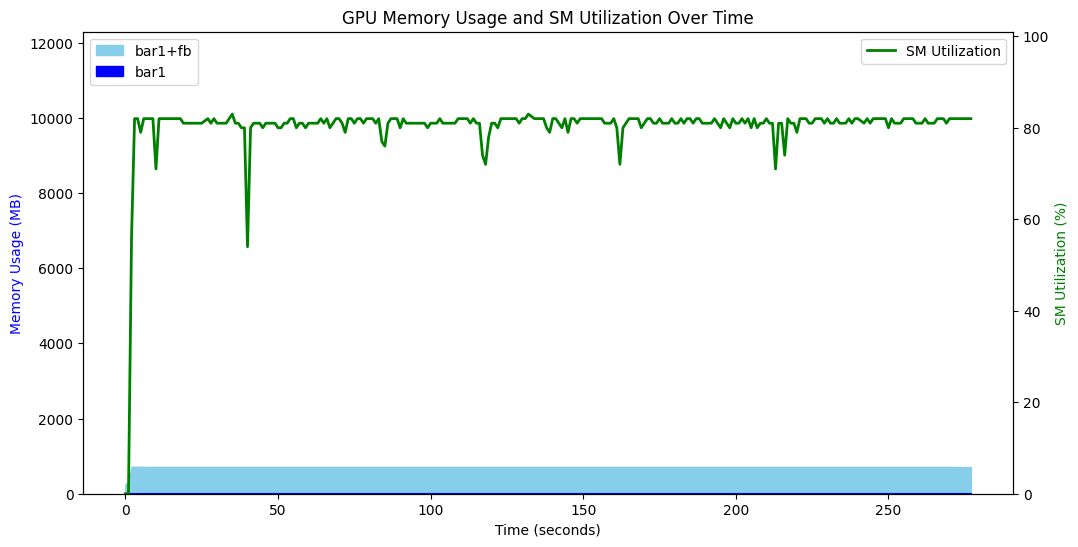 GPU Memory Usage and SM Utilization Over Time
bar1+fb
bar1
SM Utilization
12000
10000
8000
6000
4000
2000
0
Memory Usage (MB)
100
80
60
40
20
0
SM Utilization (%)
0
50
100
150
200
250
Time (seconds)